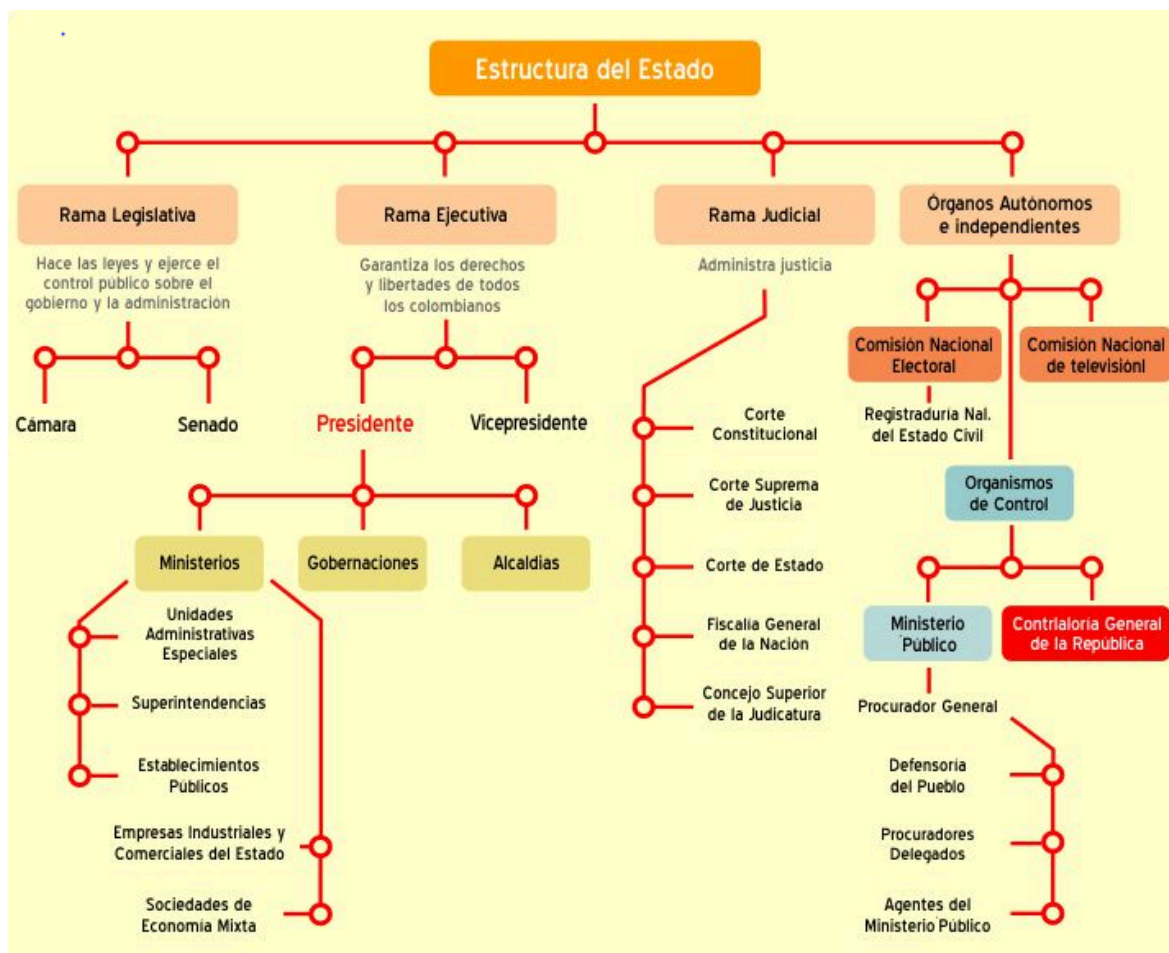 Estructura del Estado
Rama Legislativa
Hace las leyes y ejerce el
control público sobre el
gobierno y la administración
Cámara
Senado
Rama Ejecutiva
Garantiza los derechos
y libertades de todos
los colombianos
Presidente
Vicepresidente
Ministerios
Gobernaciones
Alcaldias
Unidades
Administrativas
Especiales
Superintendencias
Establecimientos
Públicos
Empresas Industriales y
Comerciales del Estado
Sociedades de
Economía Mixta
Rama Judicial
Administra justicia
Corte
Constitucional
Corte Suprema
de Justicia
Corte de Estado
Fiscalía General
de la Nación
Concejo Superior
de la Judicatura
Órganos Autónomos
e independientes
Comisión Nacional
Electoral
Comisión Nacional
de televisiónl
Registraduría Nal.
del Estado Civil
Organismos
de Control
Ministerio
Público
Contrlaloría General
de la República
Procurador General
Defensoría
del Pueblo
Procuradores
Delegados
Agentes del
Ministerio Público